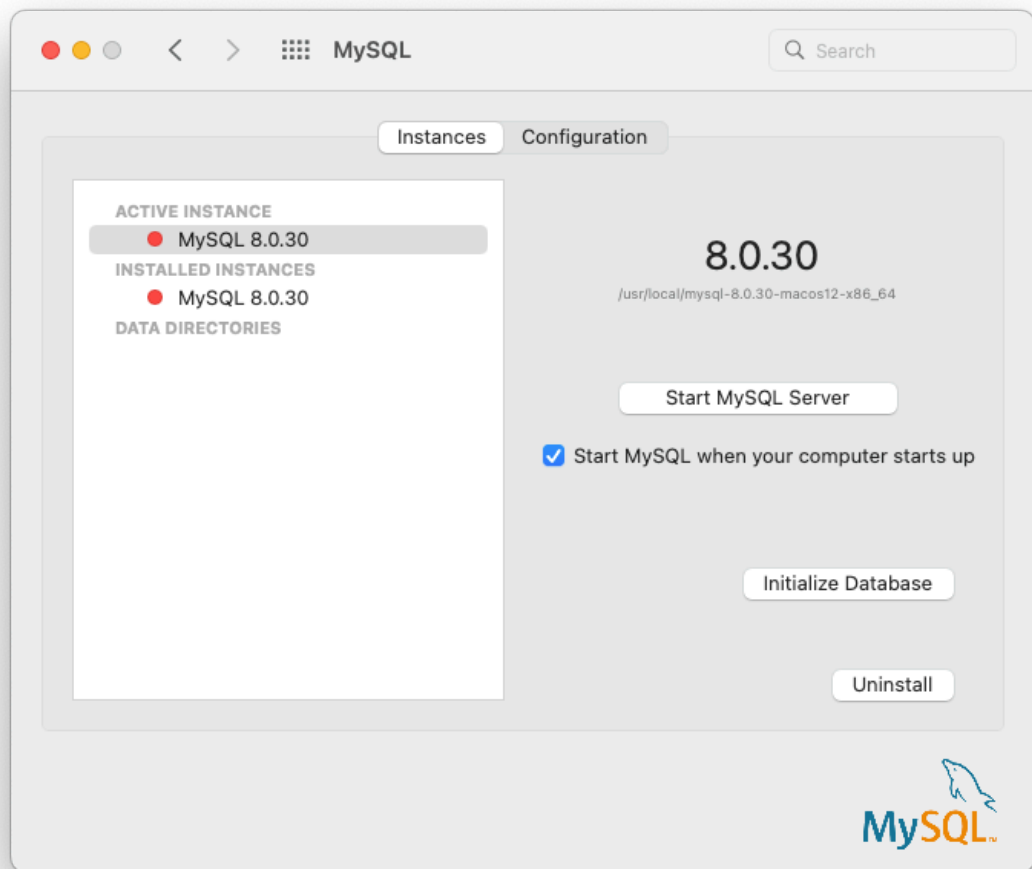 MySQL
Search
Instances
Configuration
ACTIVE INSTANCE
MySQL 8.0.30
INSTALLED INSTANCES
MySQL 8.0.30
DATA DIRECTORIES
8.0.30
/usr/local/mysql-8.0.30-macos12-x86_64
Start MySQL Server
Start MySQL when your computer starts up
Initialize Database
Uninstall
MySQL™